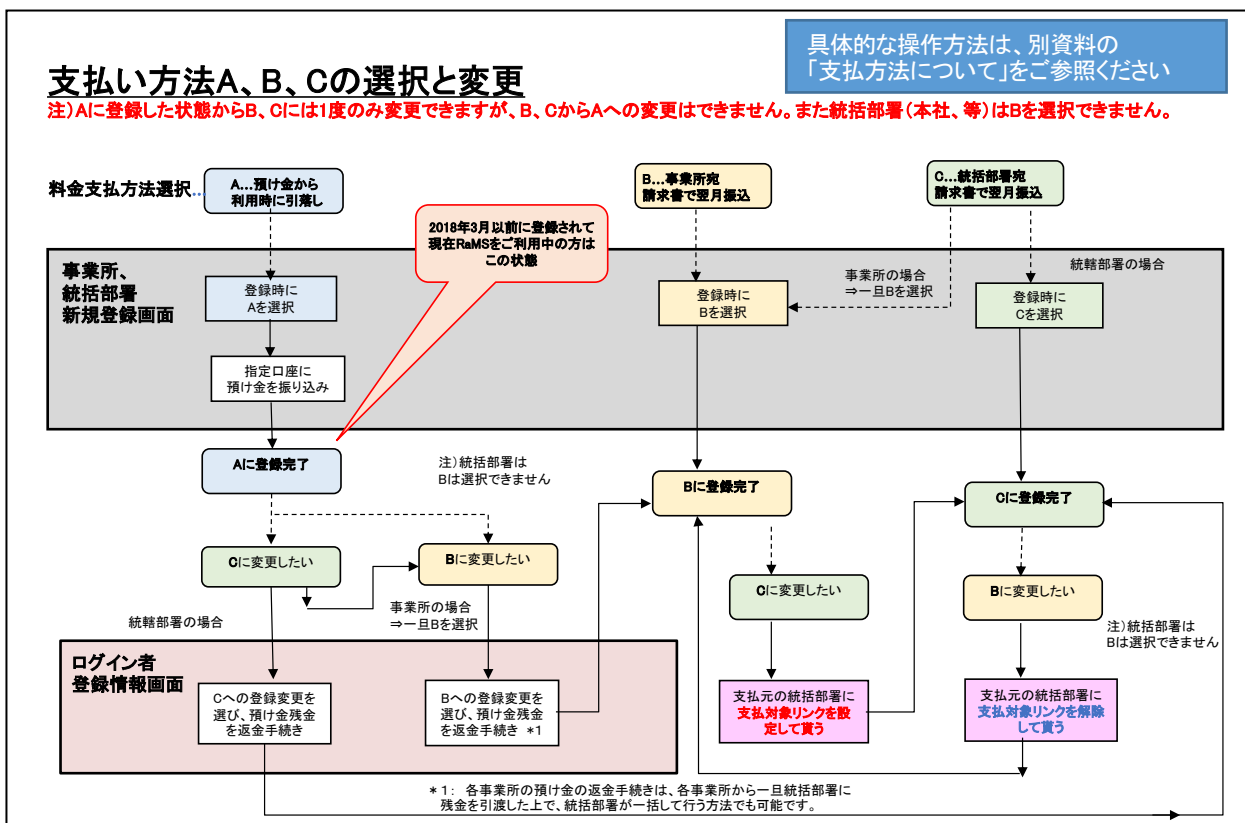 具体的な操作方法は、別資料の
「支払方法について」をご参照ください
支払い方法A、B、Cの選択と変更
注)Aに登録した状態からB、Cには1度のみ変更できますが、B、CからAへの変更はできません。また統括部署(本社、等)はBを選択できません。
料金支払方法選択…
A…預け金から
利用時に引落し
B…事業所宛
請求書で翌月振込
C…統括部署宛
請求書で翌月振込
2018年3月以前に登録されて
現在RaMSをご利用中の方は
この状態
事業所、
統括部署
新規登録画面
登録時に
Aを選択
事業所の場合
⇒一旦Bを選択
統轄部署の場合
登録時に
Bを選択
登録時に
Cを選択
指定口座に
預け金を振り込み
Aに登録完了
注)統括部署は
Bは選択できません
Bに登録完了
Cに登録完了
Cに変更したい
Bに変更したい
Cに変更したい
Bに変更したい
統轄部署の場合
事業所の場合
⇒一旦Bを選択
注)統括部署は
Bは選択できません
ログイン者
登録情報画面
Cへの登録変更を
選び、預け金残金
を返金手続き
Bへの登録変更を
選び、預け金残金
を返金手続き *1
支払元の統括部署に
支払対象リンクを設
定して貰う
支払元の統括部署に
支払対象リンクを解除
して貰う
*1: 各事業所の預け金の返金手続きは、各事業所から一旦統括部署に
残金を引渡した上で、統括部署が一括して行う方法でも可能です。